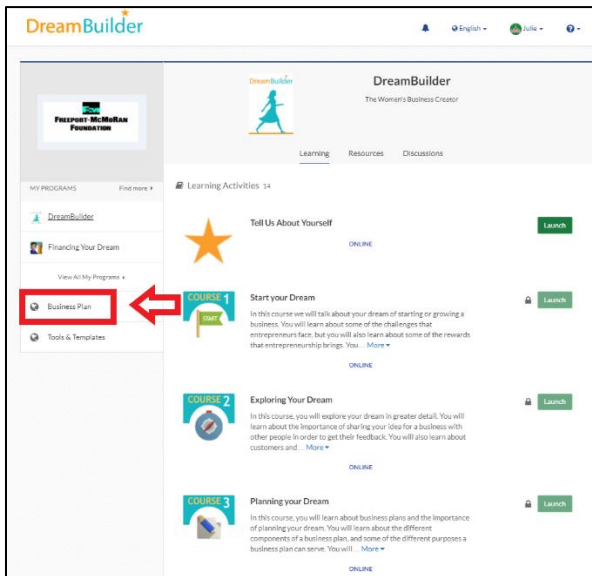 DreamBuilder
English
Julie
FREEPORT-MCMORAN
FOUNDATION
DreamBuilder
DreamBuilder
The Women's Business Creator
Learning Resources Discussions
MY PROGRAMS Find more
DreamBuilder
Financing Your Dream
View All My Programs
Business Plan
Tools & Templates
Learning Activities 14
Tell Us About Yourself
Launch
ONLINE
COURSE 1
START
Start your Dream
Launch
In this course we will talk about your dream of starting or growing a
business. You will learn about some of the challenges that
entrepreneurs face, but you will also learn about some of the rewards
that entrepreneurship brings. You ... More
ONLINE
COURSE 2
Exploring Your Dream
Launch
In this course, you will explore your dream in greater detail. You will
learn about the importance of sharing your idea for a business with
other people in order to get their feedback. You will also learn about
customers and ... More
ONLINE
COURSE 3
Planning your Dream
Launch
In this course, you will learn about business plans and the importance
of planning your dream. You will learn about the different
components of a business plan, and some of the different purposes a
business plan can serve. You will ... More
ONLINE